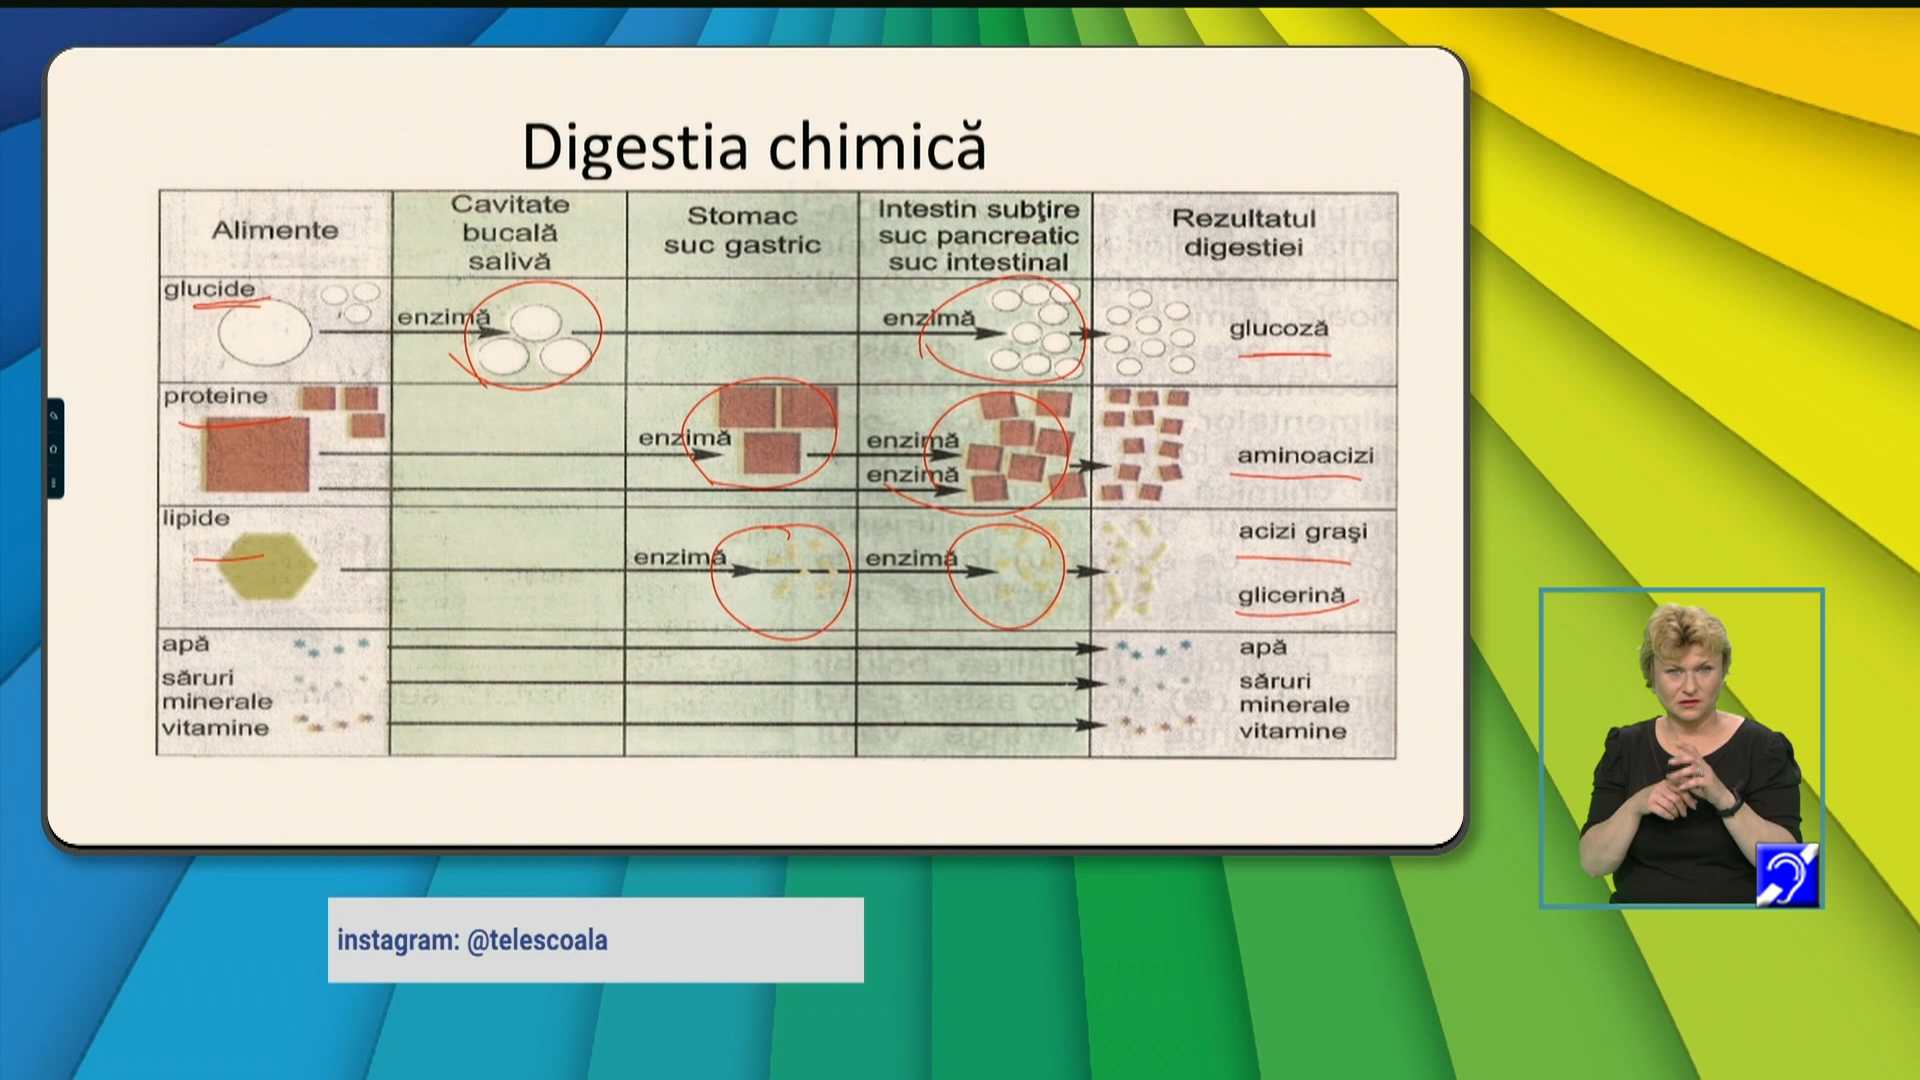 Digestia chimică
Alimente
Cavitate
bucală
salivă
Stomac
suc gastric
Intestin subţire
suc pancreatic
suc intestinal
Rezultatul
digestiei
glucide
enzimă
enzimă
glucoză
proteine
enzimă
enzimă
enzimă
aminoacizi
lipide
enzimă
enzimă
acizi graşi
glicerină
apă
apă
săruri
minerale
săruri
minerale
vitamine
vitamine
instagram: @telescoala